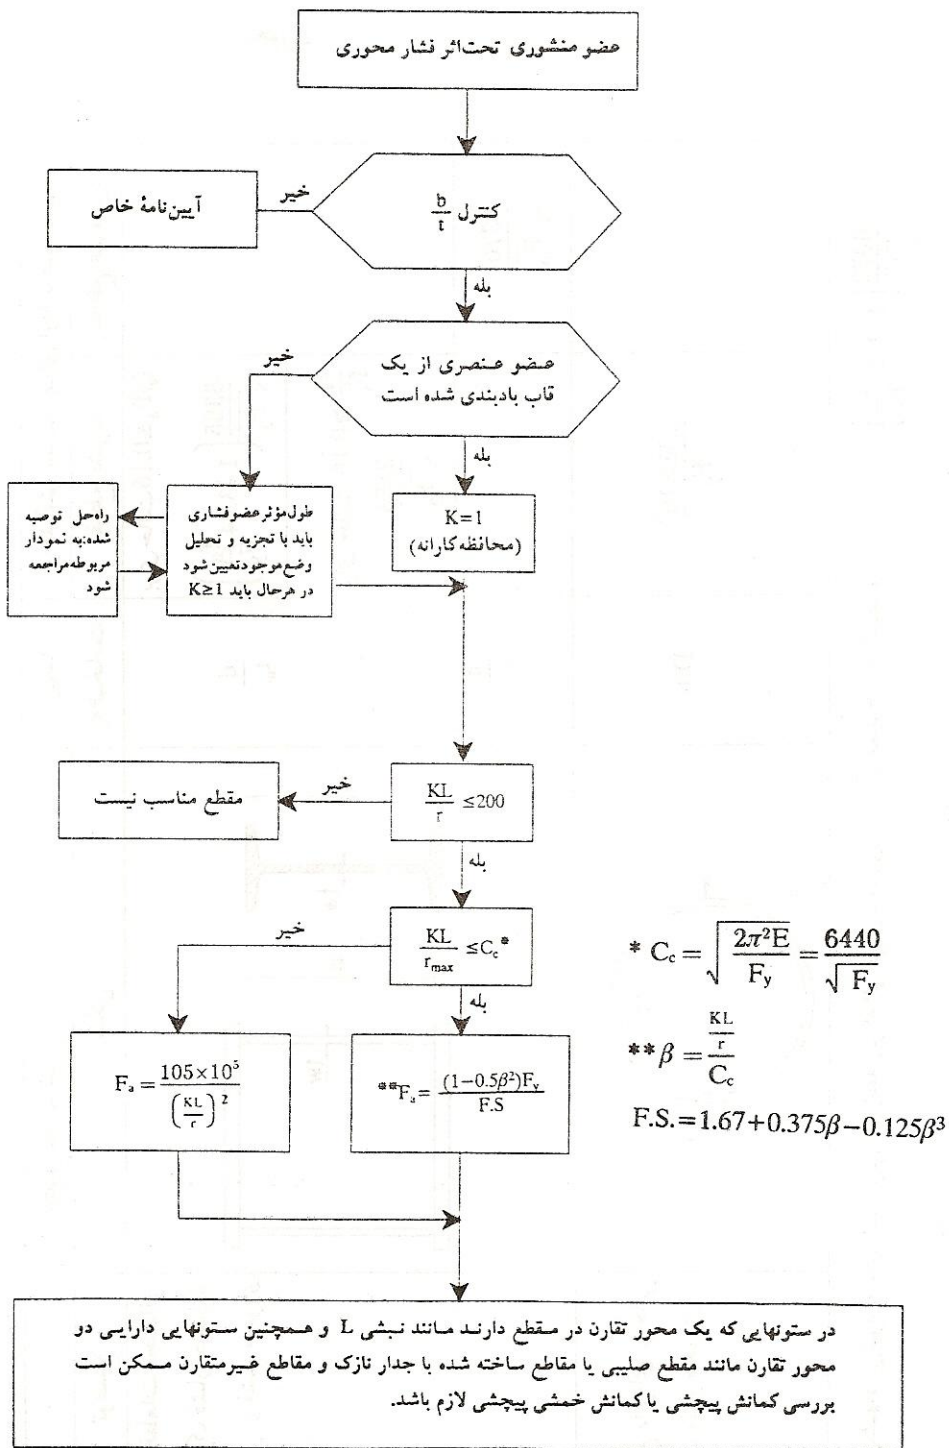 عضو منشوری تحت‌اثر فشار محوری
کنترل b/t
خیر
آیین‌نامهٔ خاص
بله
عضو عنصری از یک
قاب بادبندی شده است
خیر
بله
K=1
(محافظه‌کارانه)
طول مؤثر عضو فشاری
باید با تجزیه و تحلیل
وضع موجود تعیین شود
در هرحال باید K≥1
راه‌حل توصیه
شده:به نمودار
مربوطه مراجعه
شود
KL/r ≤200
خیر
مقطع مناسب نیست
بله
KL/r_max ≤C_c*
خیر
بله
* C_c = √(2π²E/F_y) = 6440/√F_y
** β = (KL/r)/C_c
F.S.=1.67+0.375β−0.125β³
F_a = 105×10⁵/(KL/r)²
**F_a = (1−0.5β²)F_y/F.S
در ستونهایی که یک محور تقارن در مقطع دارند مانند نبشی L و همچنین ستونهایی دارایی دو
محور تقارن مانند مقطع صلیبی یا مقاطع ساخته شده با جدار نازک و مقاطع غیرمتقارن ممکن است
بررسی کمانش پیچشی یا کمانش خمشی پیچشی لازم باشد.